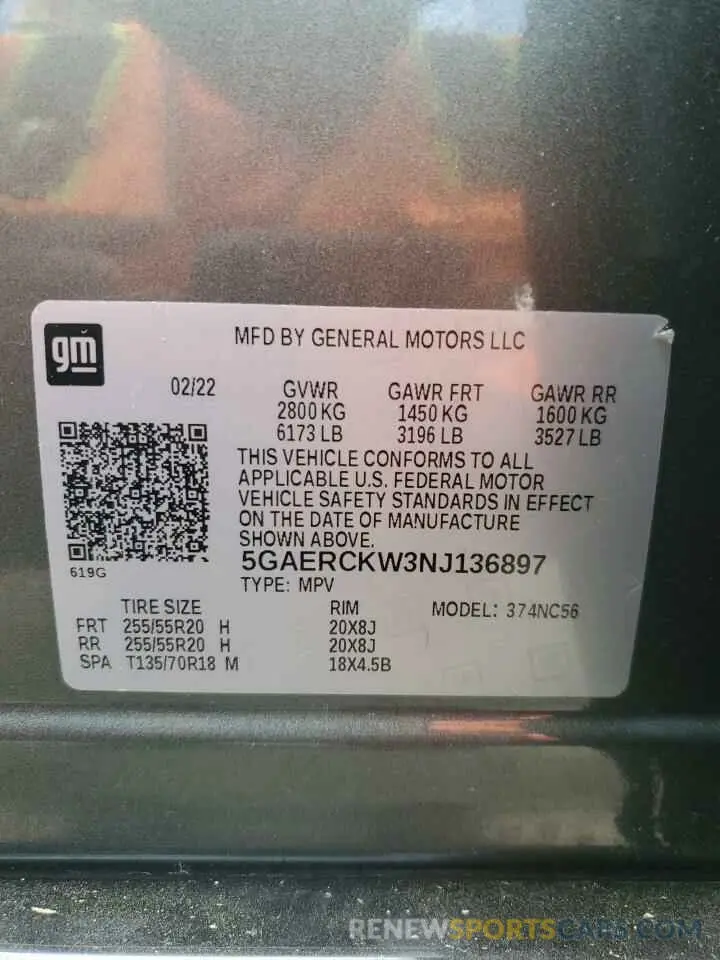 gm
MFD BY GENERAL MOTORS LLC
02/22 GVWR GAWR FRT GAWR RR
2800 KG 1450 KG 1600 KG
6173 LB 3196 LB 3527 LB
THIS VEHICLE CONFORMS TO ALL
APPLICABLE U.S. FEDERAL MOTOR
VEHICLE SAFETY STANDARDS IN EFFECT
ON THE DATE OF MANUFACTURE
SHOWN ABOVE.
5GAERCKW3NJ136897
619G
TYPE: MPV
TIRE SIZE RIM MODEL: 374NC56
FRT 255/55R20 H 20X8J
RR 255/55R20 H 20X8J
SPA T135/70R18 M 18X4.5B
RENEWSPORTSCARS.COM